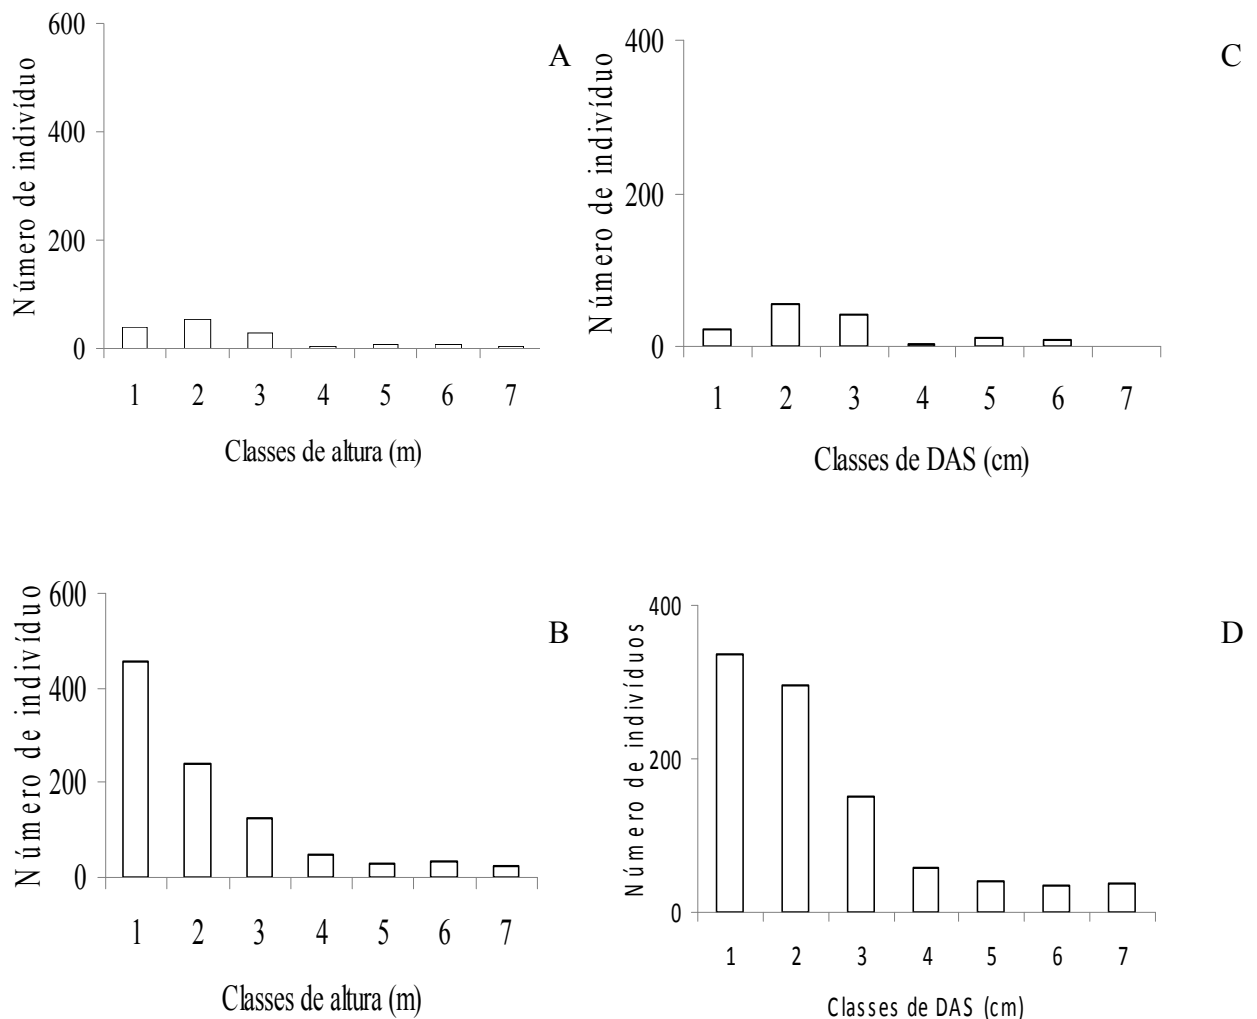 600
400
200
0
Número de indivíduo
1 2 3 4 5 6 7
Classes de altura (m)
A
400
200
0
Número de indivíduo
1 2 3 4 5 6 7
Classes de DAS (cm)
C
600
400
200
0
Número de indivíduo
1 2 3 4 5 6 7
Classes de altura (m)
B
400
200
0
Número de indivíduos
1 2 3 4 5 6 7
Classes de DAS (cm)
D